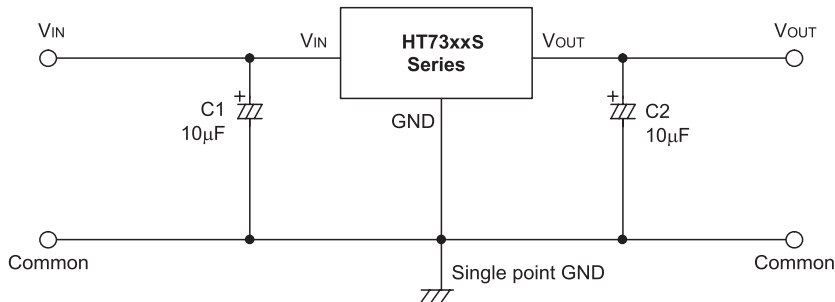 VIN
VOUT
VIN
HT73xxS
Series
VOUT
+
C1
10μF
GND
+
C2
10μF
Common
Single point GND
Common